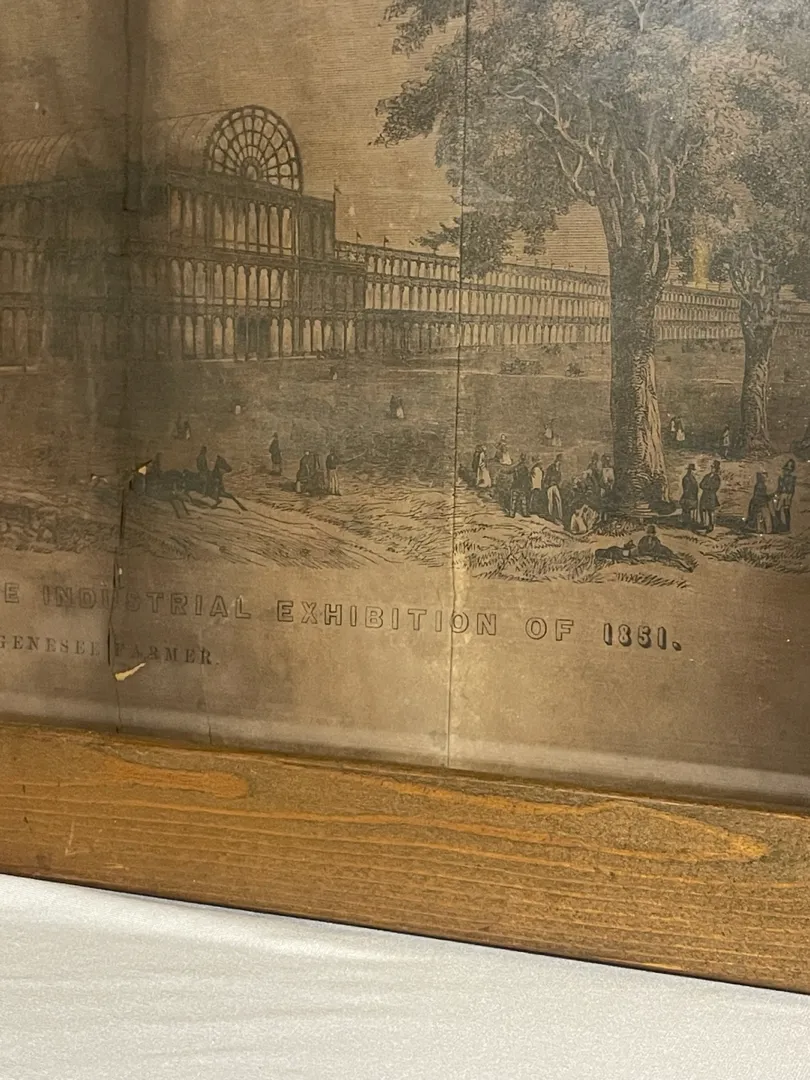 E INDUSTRIAL EXHIBITION OF 1851.
GENESEE FARMER.